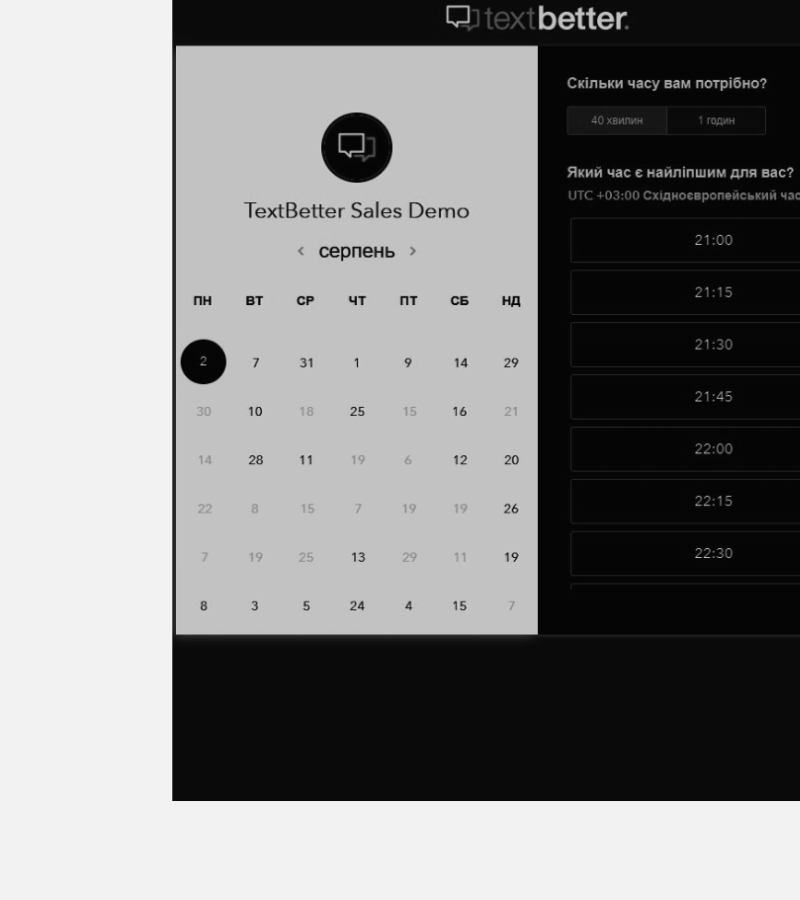 textbetter.
TextBetter Sales Demo
‹ серпень ›
ПН ВТ СР ЧТ ПТ СБ НД
2 7 31 1 9 14 29
30 10 18 25 15 16 21
14 28 11 19 6 12 20
22 8 15 7 19 19 26
7 19 25 13 29 11 19
8 3 5 24 4 15 7
Скільки часу вам потрібно?
40 хвилин 1 годин
Який час є найліпшим для вас?
UTC +03:00 Східноєвропейський час
21:00
21:15
21:30
21:45
22:00
22:15
22:30